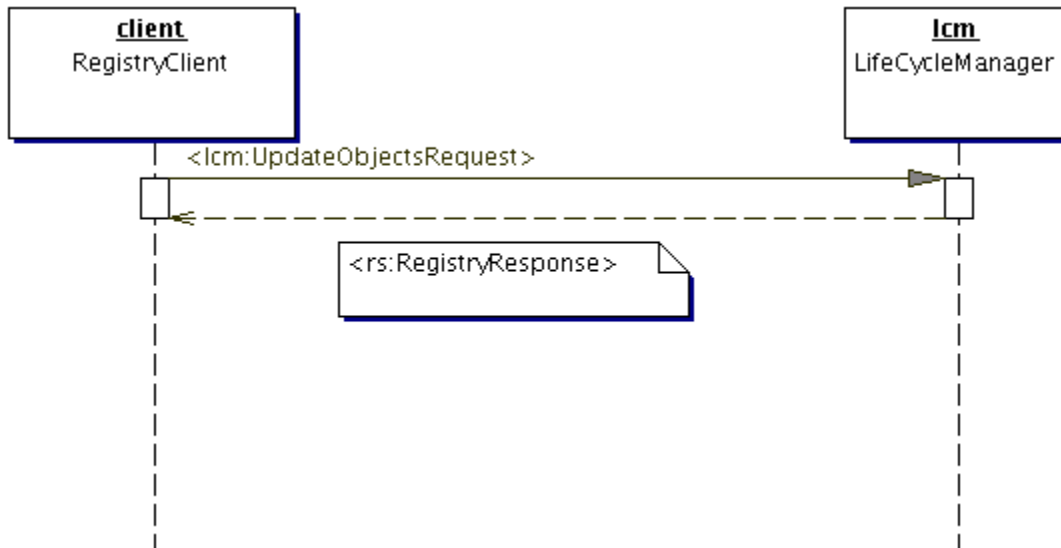 client
RegistryClient
lcm
LifeCycleManager
<lcm:UpdateObjectsRequest>
<rs:RegistryResponse>